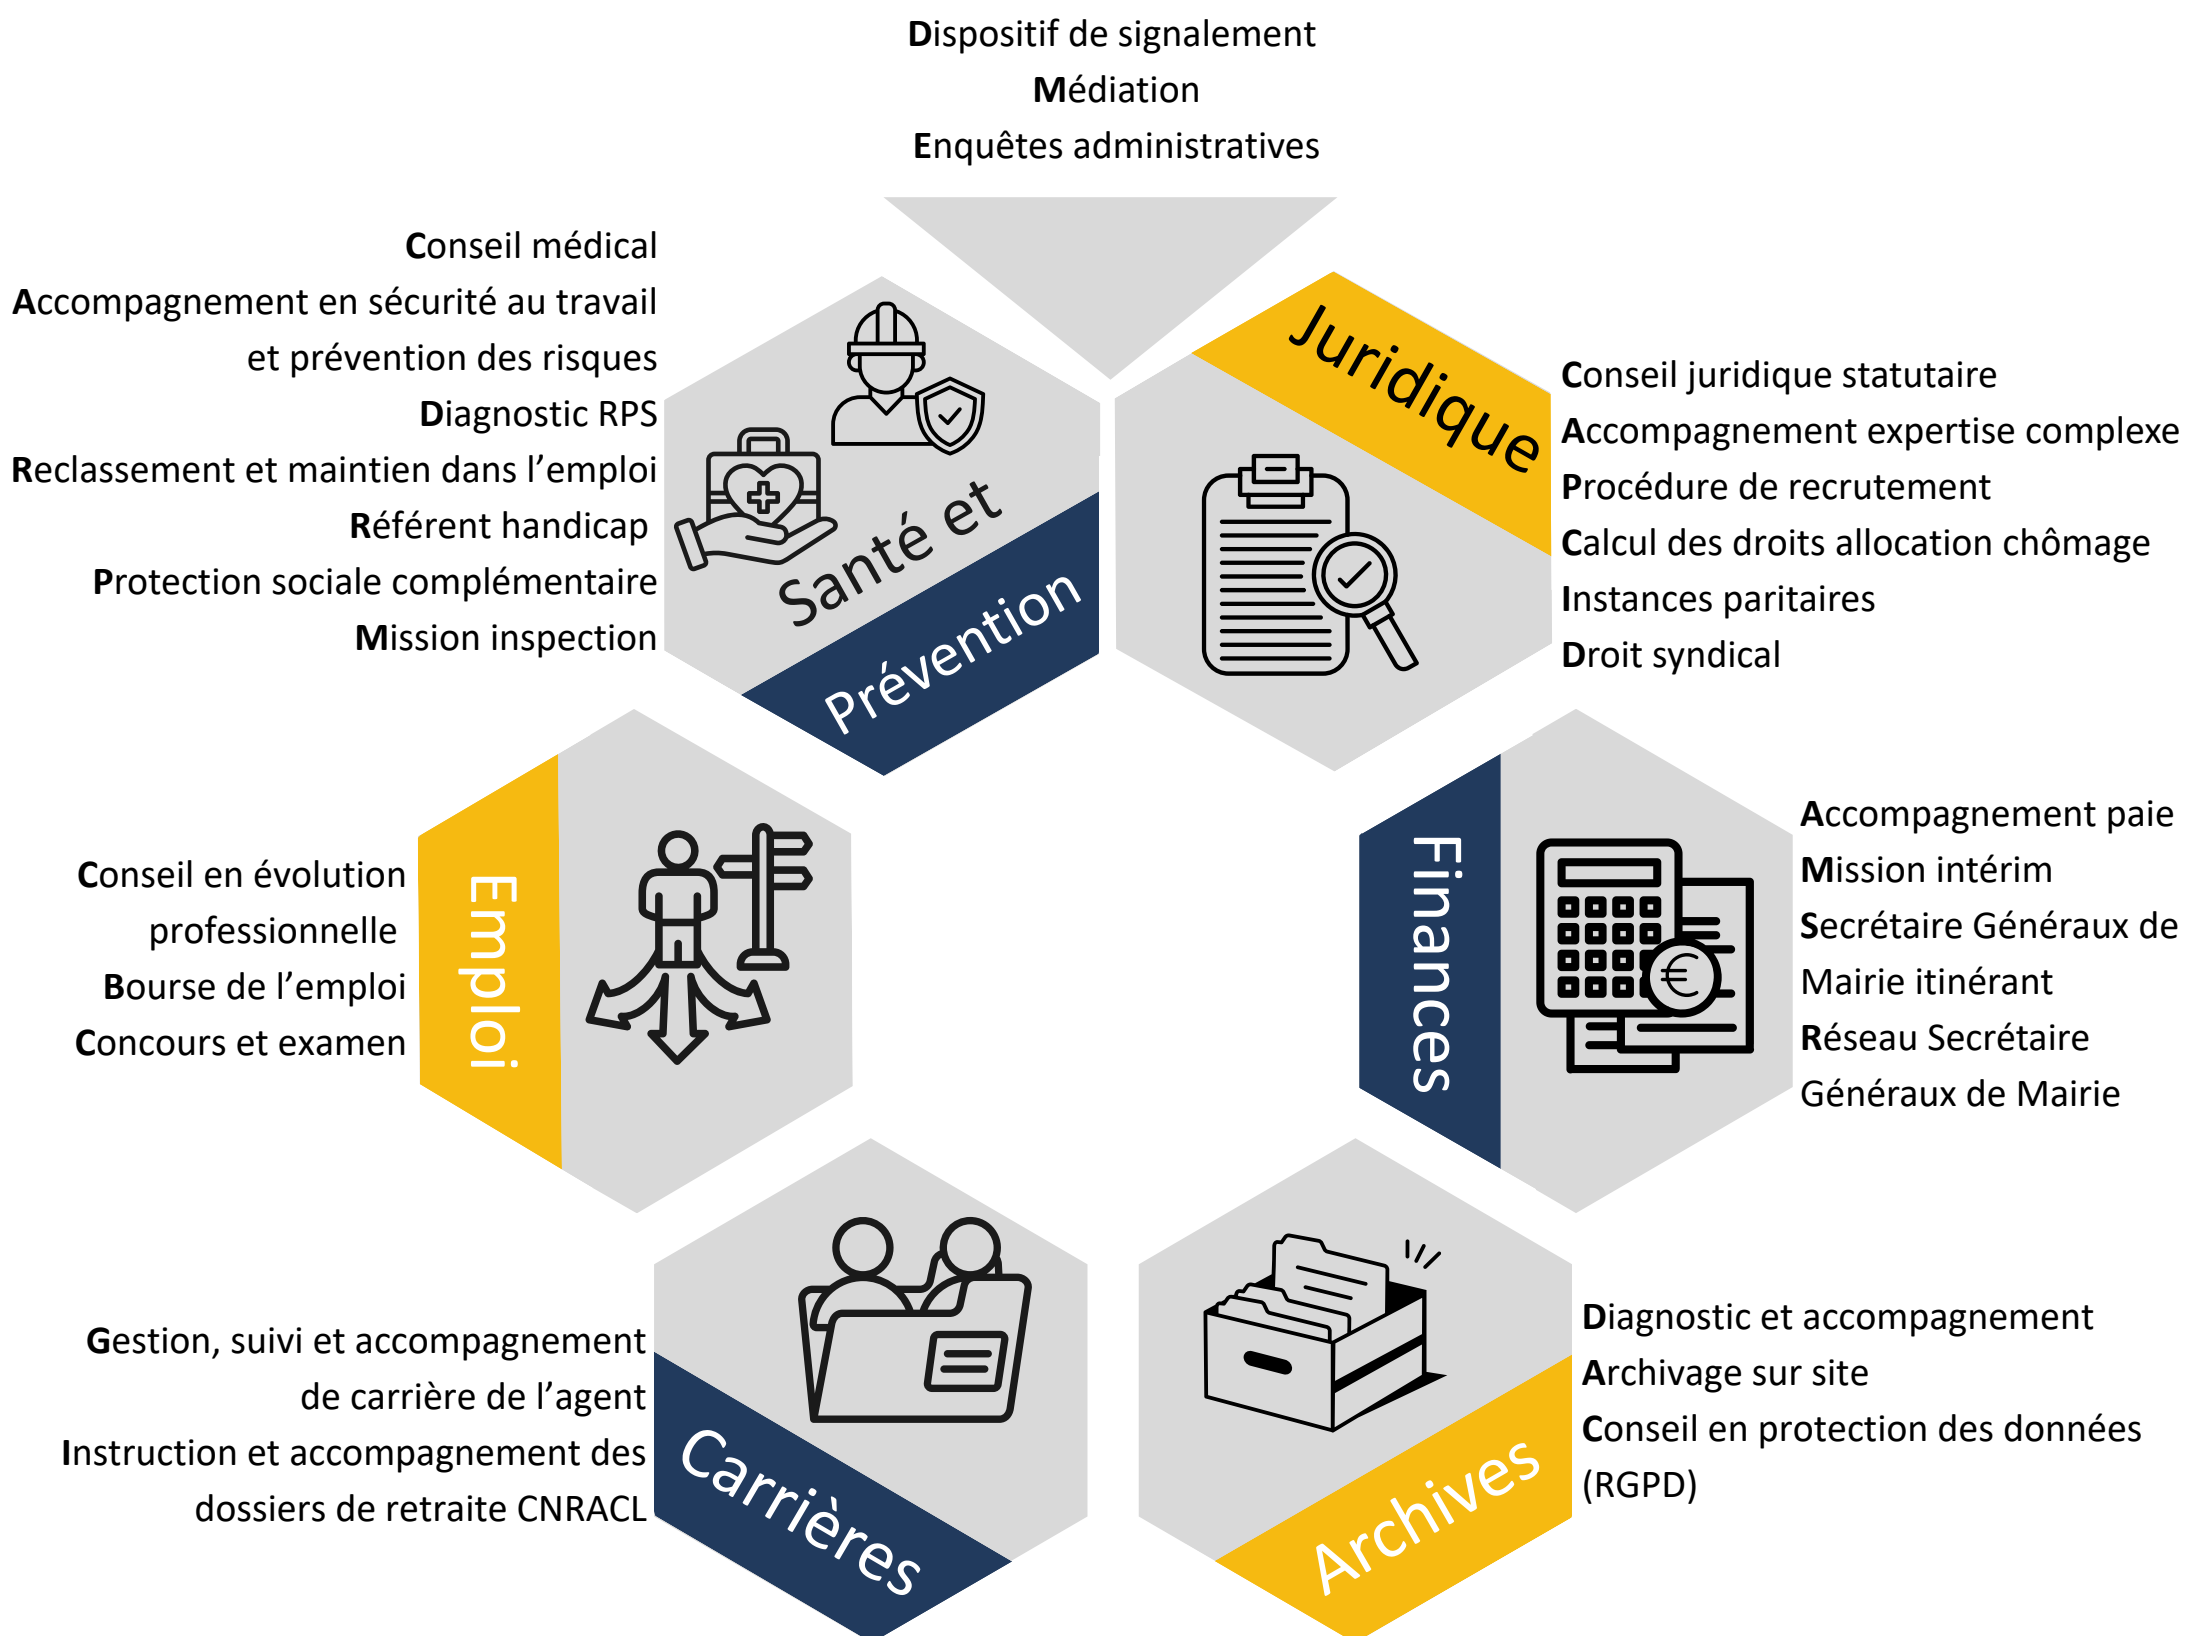 Dispositif de signalement
Médiation
Enquêtes administratives
Conseil médical
Accompagnement en sécurité au travail
et prévention des risques
Diagnostic RPS
Reclassement et maintien dans l’emploi
Référent handicap
Protection sociale complémentaire
Mission inspection
Santé et
Prévention
Juridique
Conseil juridique statutaire
Accompagnement expertise complexe
Procédure de recrutement
Calcul des droits allocation chômage
Instances paritaires
Droit syndical
Conseil en évolution
professionnelle
Bourse de l’emploi
Concours et examen
Emploi
Finances
€
Accompagnement paie
Mission intérim
Secrétaire Généraux de
Mairie itinérant
Réseau Secrétaire
Généraux de Mairie
Gestion, suivi et accompagnement
de carrière de l’agent
Instruction et accompagnement des
dossiers de retraite CNRACL
Carrières
Archives
Diagnostic et accompagnement
Archivage sur site
Conseil en protection des données
(RGPD)